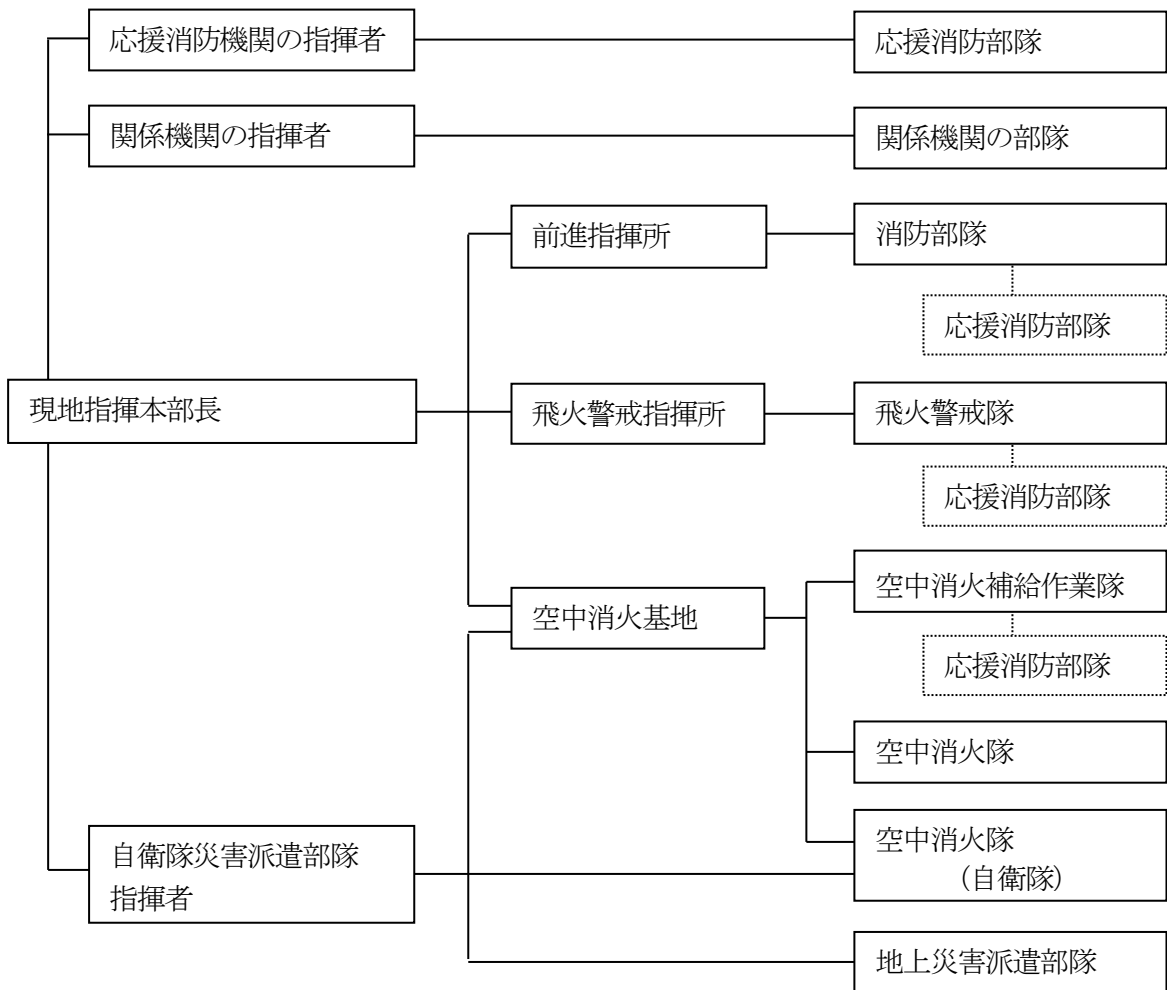 応援消防機関の指揮者
応援消防部隊
関係機関の指揮者
関係機関の部隊
前進指揮所
消防部隊
応援消防部隊
現地指揮本部長
飛火警戒指揮所
飛火警戒隊
応援消防部隊
空中消火基地
空中消火補給作業隊
応援消防部隊
空中消火隊
自衛隊災害派遣部隊
指揮者
空中消火隊
（自衛隊）
地上災害派遣部隊